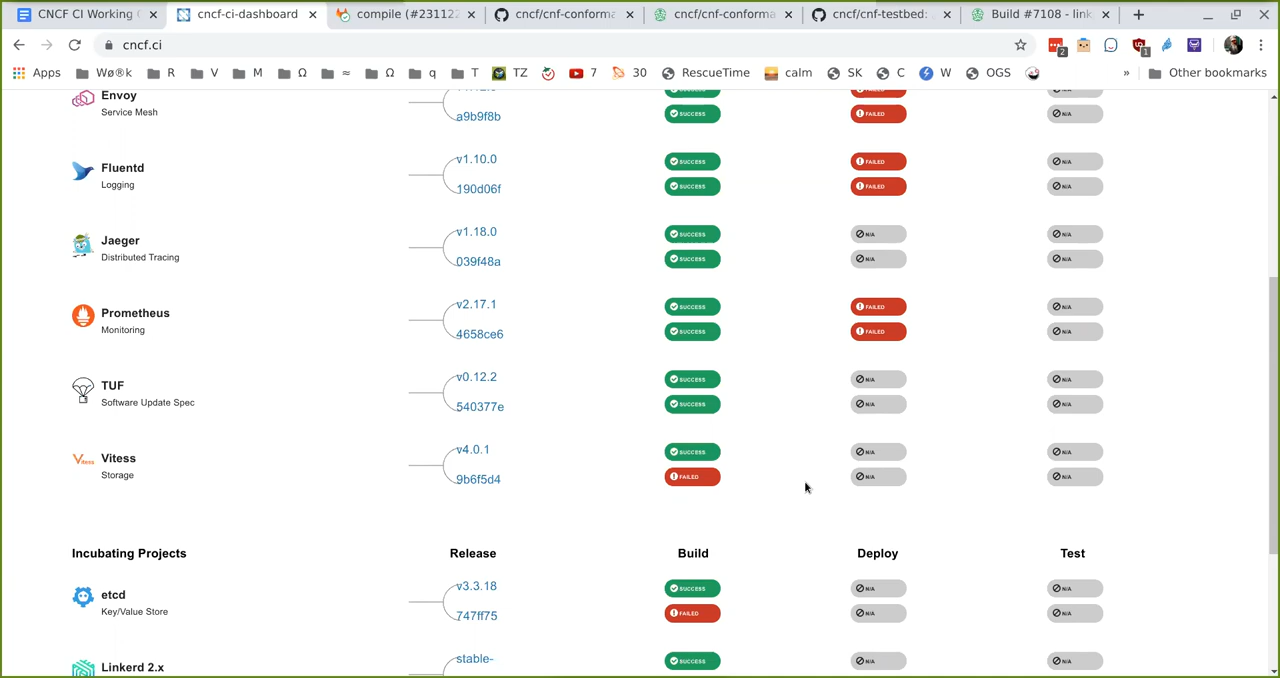 CNCF CI Working G
cncf-ci-dashboard
compile (#231122
cncf/cnf-conforma
cncf/cnf-conforma
cncf/cnf-testbed:
Build #7108 - link
cncf.ci
2
1
Apps
Wø®k
R
V
M
Ω
≈
Ω
q
T
TZ
7
30
RescueTime
calm
SK
C
W
OGS
»
Other bookmarks
Envoy
Service Mesh
a9b9f8b
SUCCESS
FAILED
N/A
Fluentd
Logging
v1.10.0
SUCCESS
FAILED
N/A
190d06f
SUCCESS
FAILED
N/A
Jaeger
Distributed Tracing
v1.18.0
SUCCESS
N/A
N/A
039f48a
SUCCESS
N/A
N/A
Prometheus
Monitoring
v2.17.1
SUCCESS
FAILED
N/A
4658ce6
SUCCESS
FAILED
N/A
TUF
Software Update Spec
v0.12.2
SUCCESS
N/A
N/A
540377e
SUCCESS
N/A
N/A
Vitess
Storage
v4.0.1
SUCCESS
N/A
N/A
9b6f5d4
FAILED
N/A
N/A
Incubating Projects
Release
Build
Deploy
Test
etcd
Key/Value Store
v3.3.18
SUCCESS
N/A
N/A
747ff75
FAILED
N/A
N/A
Linkerd 2.x
stable-
SUCCESS
N/A
N/A